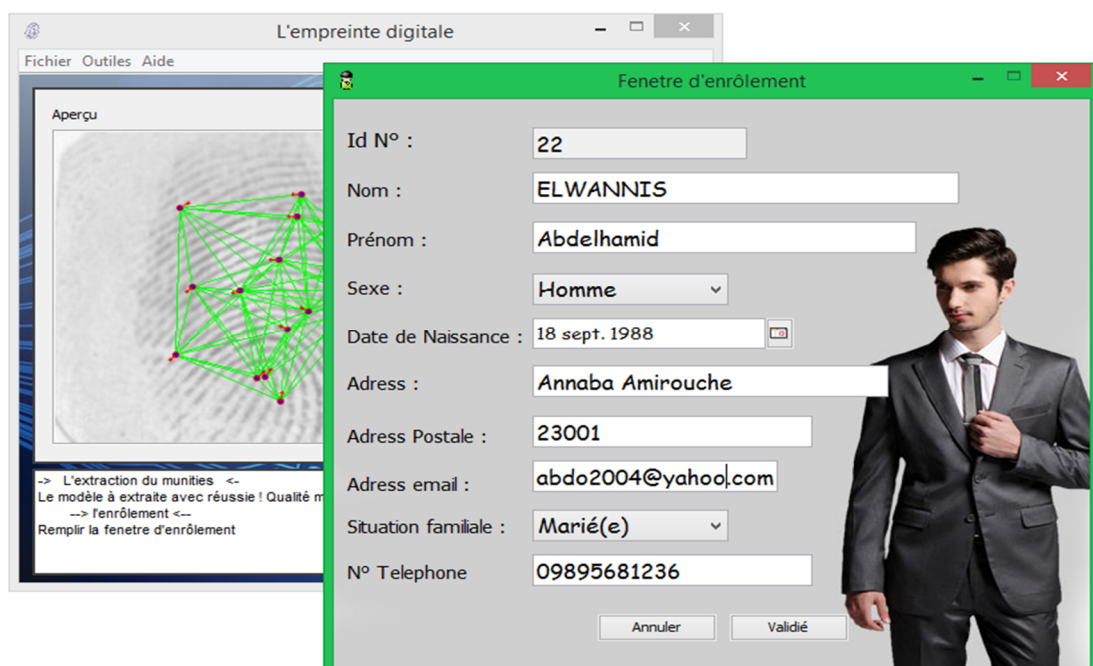 L'empreinte digitale
Fichier Outiles Aide
Aperçu
-> L'extraction du munities <-
Le modèle à extraite avec réussie ! Qualité
--> l'enrôlement <--
Remplir la fenetre d'enrôlement
Fenetre d'enrôlement
Id Nº : 22
Nom : ELWANNIS
Prénom : Abdelhamid
Sexe : Homme
Date de Naissance : 18 sept. 1988
Adress : Annaba Amirouche
Adress Postale : 23001
Adress email : abdo2004@yahoo.com
Situation familiale : Marié(e)
Nº Telephone 09895681236
Annuler Validié